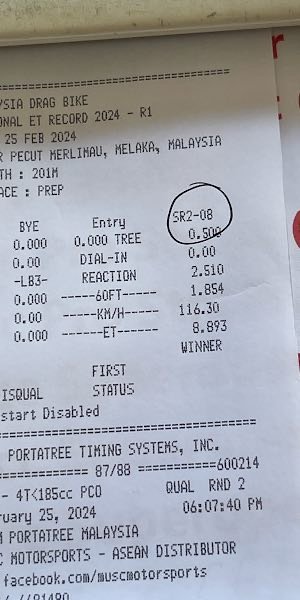 =================================
YSIA DRAG BIKE
ONAL ET RECORD 2024 - R1
25 FEB 2024
R PECUT MERLIMAU, MELAKA, MALAYSIA
TH : 201M
ACE : PREP
BYE Entry SR2-08
0.000 0.000 TREE 0.500
0.00 DIAL-IN 0.00
-LB3- REACTION 2.510
0.000 ------60FT------ 1.854
0.00 ------KM/H------ 116.30
0.000 -------ET------- 8.893
WINNER
FIRST
ISQUAL STATUS
start Disabled
=================================
PORTATREE TIMING SYSTEMS, INC.
============ 87/88 ============600214
- 4T<185cc PCO QUAL RND 2
ruary 25, 2024 06:07:40 PM
M PORTATREE MALAYSIA
C MOTORSPORTS - ASEAN DISTRIBUTOR
facebook.com/muscmotorsports